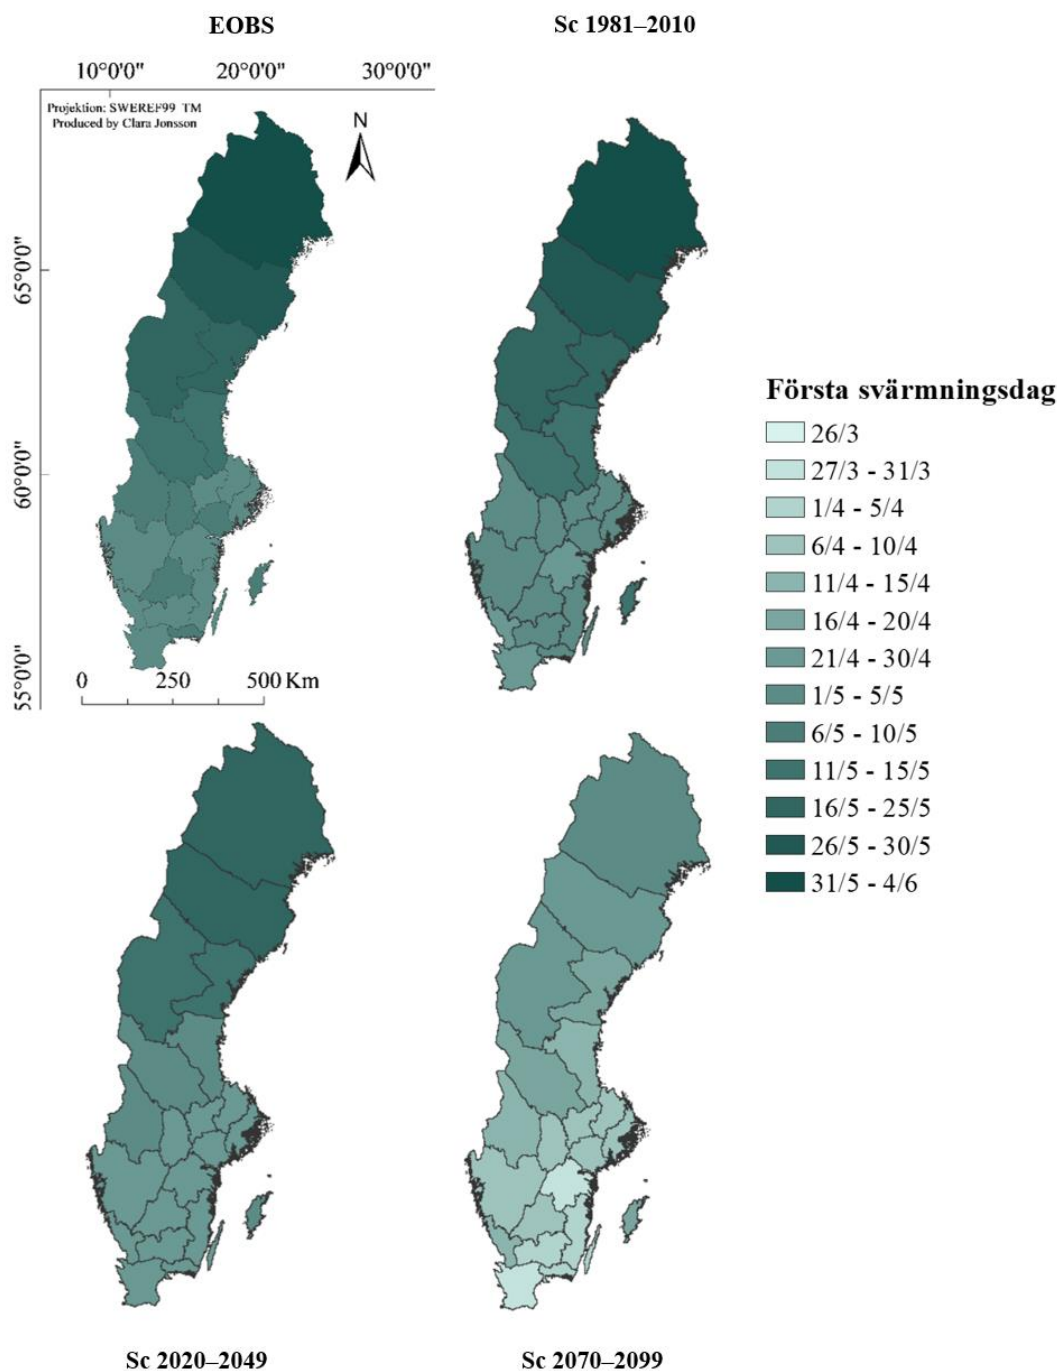 EOBS
Sc 1981–2010
10°0'0" 20°0'0" 30°0'0"
Projektion: SWEREF99 TM
Produced by Clara Jonsson
N
65°0'0"
60°0'0"
55°0'0"
0 250 500 Km
Första svärmningsdag
26/3
27/3 - 31/3
1/4 - 5/4
6/4 - 10/4
11/4 - 15/4
16/4 - 20/4
21/4 - 30/4
1/5 - 5/5
6/5 - 10/5
11/5 - 15/5
16/5 - 25/5
26/5 - 30/5
31/5 - 4/6
Sc 2020–2049
Sc 2070–2099